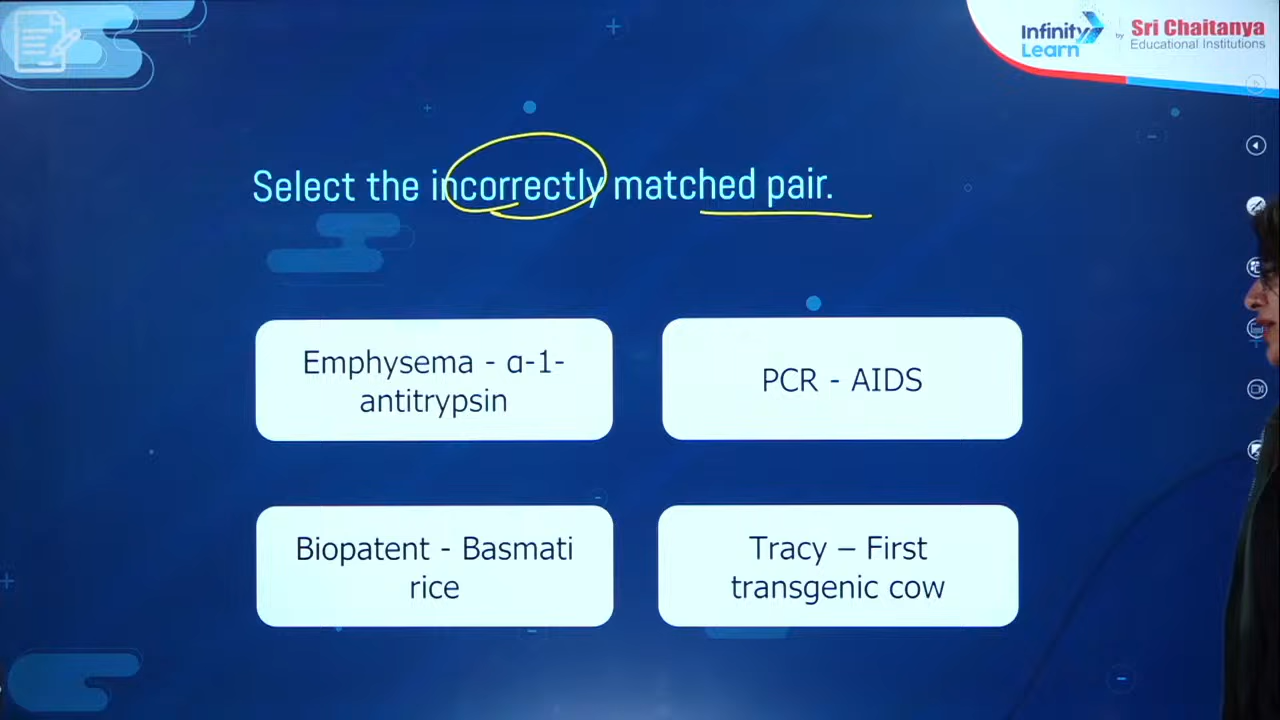 Infinity
Learn
by
Sri Chaitanya
Educational Institutions
Select the incorrectly matched pair.
Emphysema - α-1-
antitrypsin
PCR - AIDS
Biopatent - Basmati
rice
Tracy – First
transgenic cow